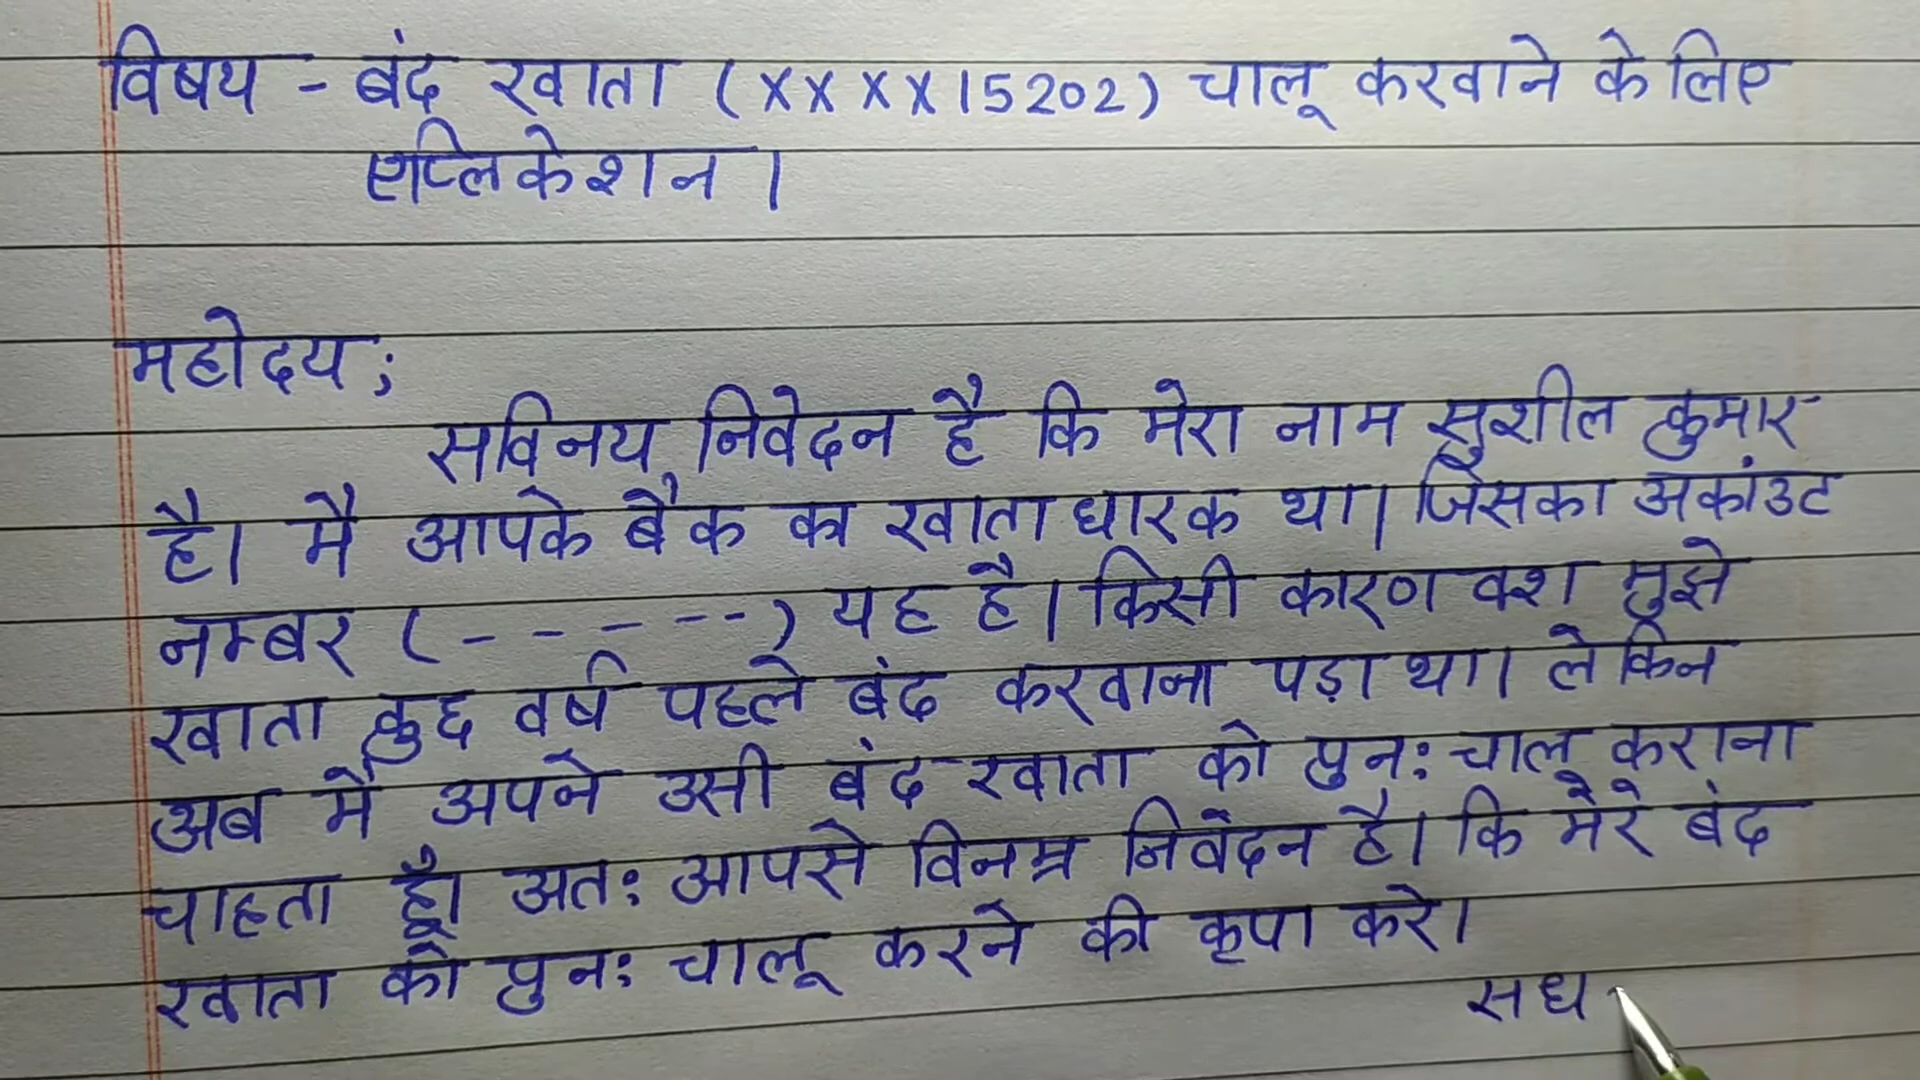 विषय - बंद खाता (XXXX15202) चालू करवाने के लिए
एप्लिकेशन।
महोदय;
सविनय निवेदन है कि मेरा नाम सुशील कुमार
है। मै आपके बैक का खाता धारक था। जिसका अकांउट
नम्बर (------) यह है। किसी कारण वश मुझे
खाता कुछ वर्ष पहले बंद करवाना पड़ा था। लेकिन
अब मैं अपने उसी बंद खाता को पुन: चालू कराना
चाहता हूँ। अत: आपसे विनम्र निवेदन है। कि मेरे बंद
खाता को पुन: चालू करने की कृपा करे।
सध